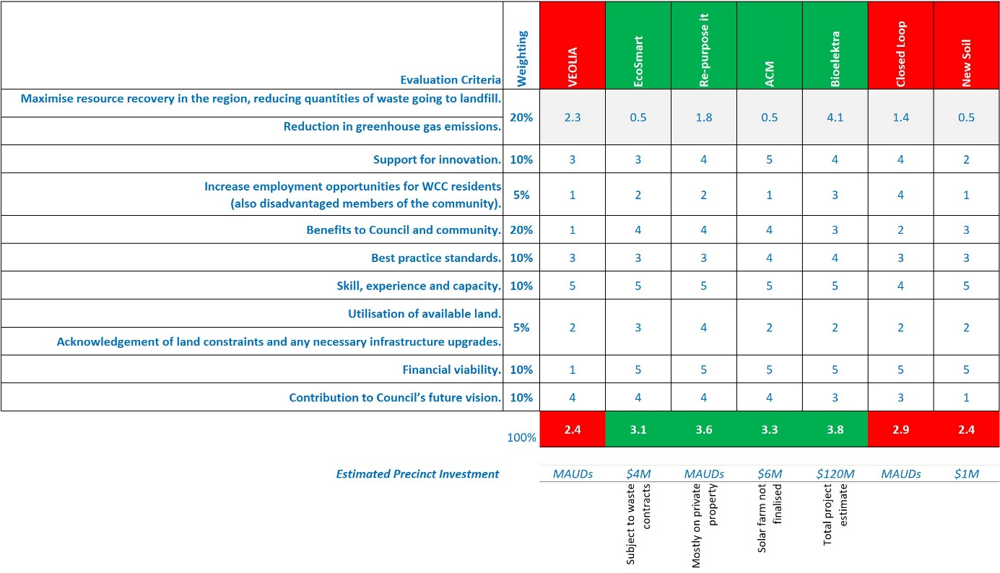 Evaluation Criteria Weighting VEOLIA EcoSmart Re-purpose it ACM Bioelektra Closed Loop New Soil
Maximise resource recovery in the region, reducing quantities of waste going to landfill.
Reduction in greenhouse gas emissions.
20% 2.3 0.5 1.8 0.5 4.1 1.4 0.5
Support for innovation. 10% 3 3 4 5 4 4 2
Increase employment opportunities for WCC residents
(also disadvantaged members of the community).
5% 1 2 2 1 3 4 1
Benefits to Council and community. 20% 1 4 4 4 3 2 3
Best practice standards. 10% 3 3 3 4 4 3 3
Skill, experience and capacity. 10% 5 5 5 5 5 4 5
Utilisation of available land.
Acknowledgement of land constraints and any necessary infrastructure upgrades.
5% 2 3 4 2 2 2 2
Financial viability. 10% 1 5 5 5 5 5 5
Contribution to Council’s future vision. 10% 4 4 4 4 3 3 1
100% 2.4 3.1 3.6 3.3 3.8 2.9 2.4
Estimated Precinct Investment MAUDs $4M MAUDs $6M $120M MAUDs $1M
Subject to waste
contracts
Mostly on private
property
Solar farm not
finalised
Total project
estimate